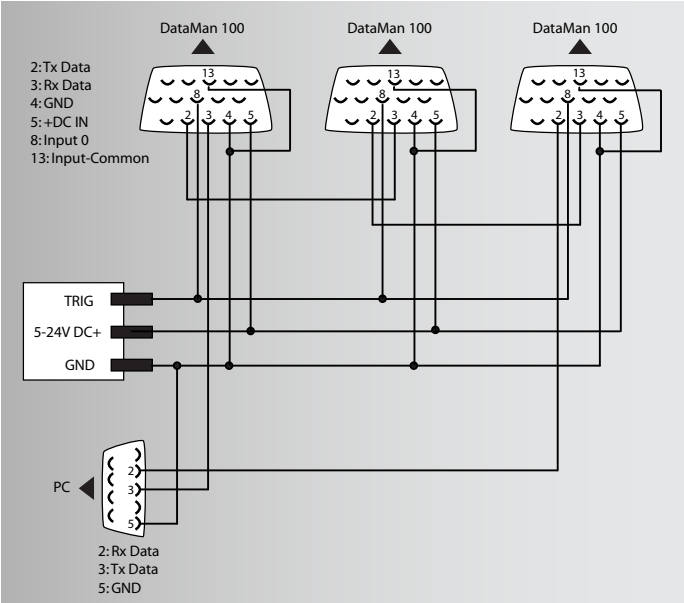 DataMan 100
DataMan 100
DataMan 100
2:Tx Data
3:Rx Data
4:GND
5:+DC IN
8:Input 0
13:Input-Common
13
8
2 3 4 5
13
8
2 3 4 5
13
8
2 3 4 5
TRIG
5-24V DC+
GND
PC
2
3
5
2:Rx Data
3:Tx Data
5:GND